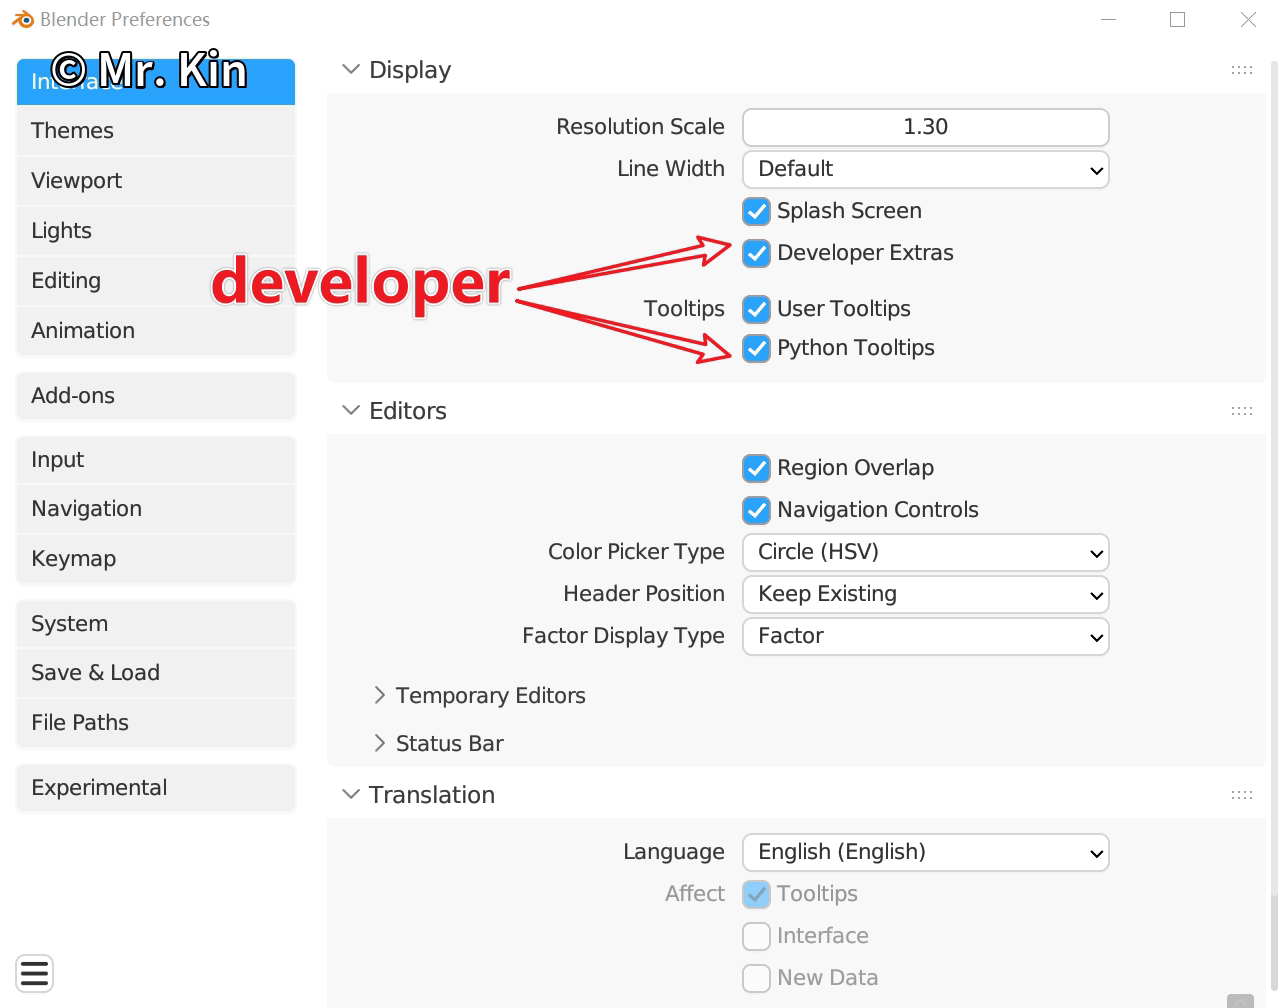 Blender Preferences
© Mr. Kin
Interface
Themes
Viewport
Lights
Editing
Animation
Add-ons
Input
Navigation
Keymap
System
Save & Load
File Paths
Experimental
developer
Display
Resolution Scale 1.30
Line Width Default
Splash Screen
Developer Extras
Tooltips User Tooltips
Python Tooltips
Editors
Region Overlap
Navigation Controls
Color Picker Type Circle (HSV)
Header Position Keep Existing
Factor Display Type Factor
Temporary Editors
Status Bar
Translation
Language English (English)
Affect Tooltips
Interface
New Data